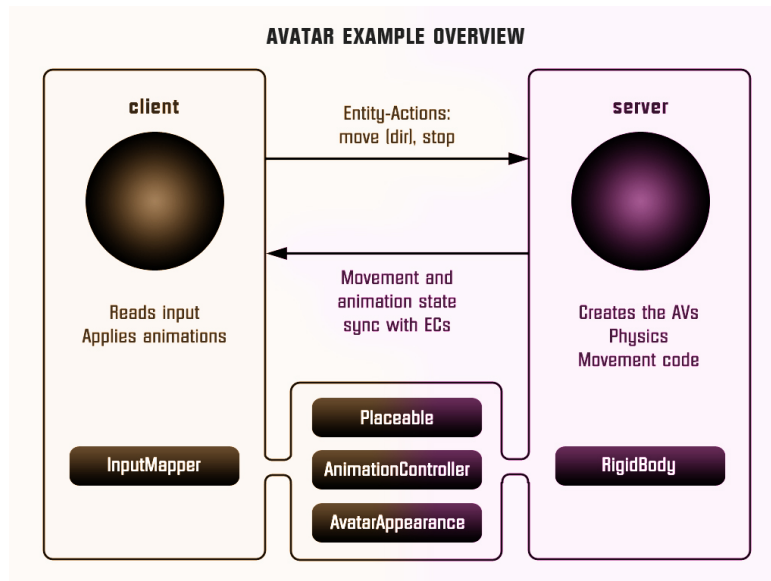 AVATAR EXAMPLE OVERVIEW
client
Reads input
Applies animations
InputMapper
Entity-Actions:
move (dir), stop
Movement and
animation state
sync with ECs
Placeable
AnimationController
AvatarAppearance
server
Creates the AVs
Physics
Movement code
RigidBody